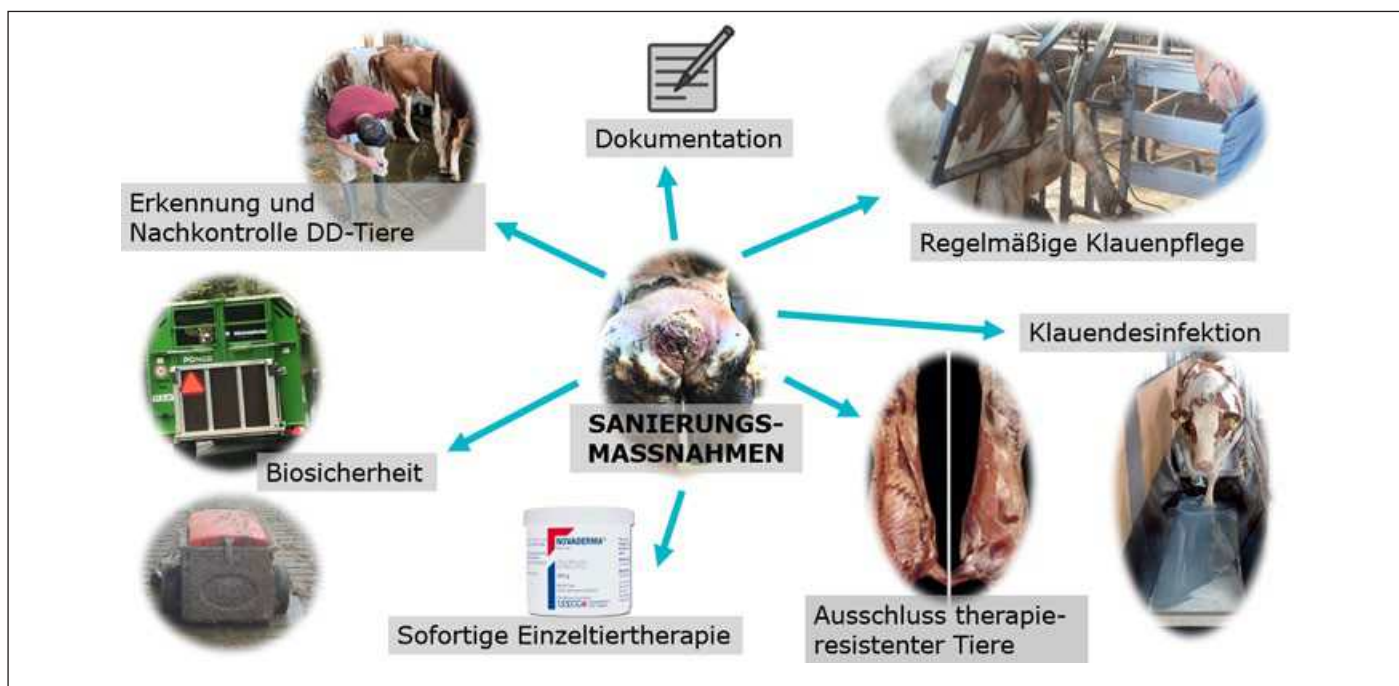 Dokumentation
Erkennung und
Nachkontrolle DD-Tiere
Regelmäßige Klauenpflege
Klauendesinfektion
SANIERUNGS-
MASSNAHMEN
Biosicherheit
NOVADERMA
Sofortige Einzeltiertherapie
Ausschluss therapie-
resistenter Tiere